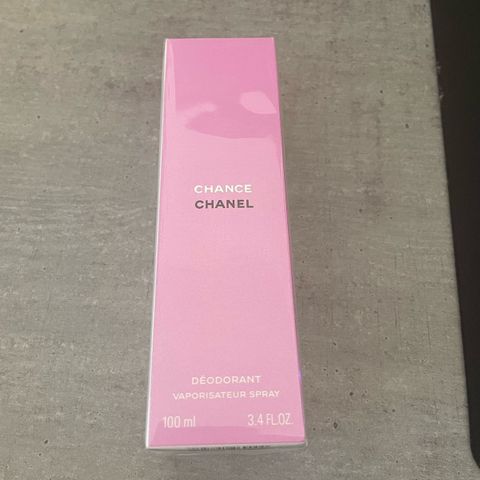 CHANCE
CHANEL
DÉODORANT
VAPORISATEUR SPRAY
100 ml 3.4 FL.OZ.